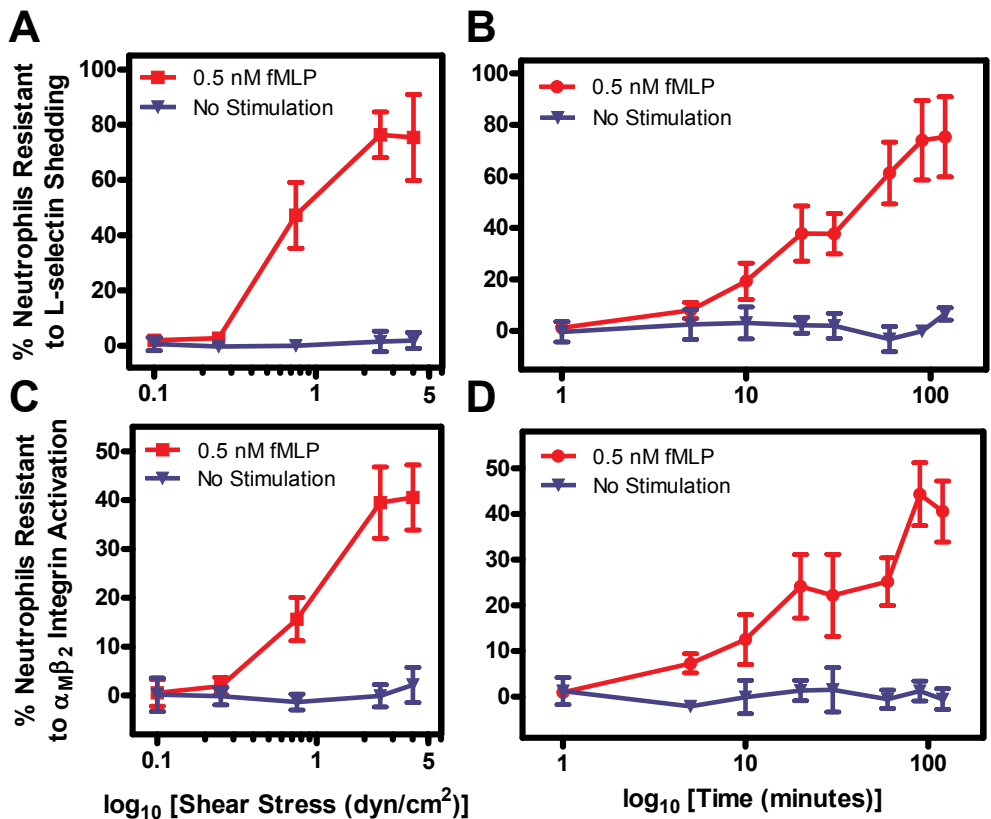 A
% Neutrophils Resistant
to L-selectin Shedding
100
80
60
40
20
0
0.5 nM fMLP
No Stimulation
0.1
1
5
B
100
80
60
40
20
0
0.5 nM fMLP
No Stimulation
1
10
100
C
% Neutrophils Resistant
to αMβ2 Integrin Activation
50
40
30
20
10
0
0.5 nM fMLP
No Stimulation
0.1
1
5
log10 [Shear Stress (dyn/cm2)]
D
50
40
30
20
10
0
0.5 nM fMLP
No Stimulation
1
10
100
log10 [Time (minutes)]